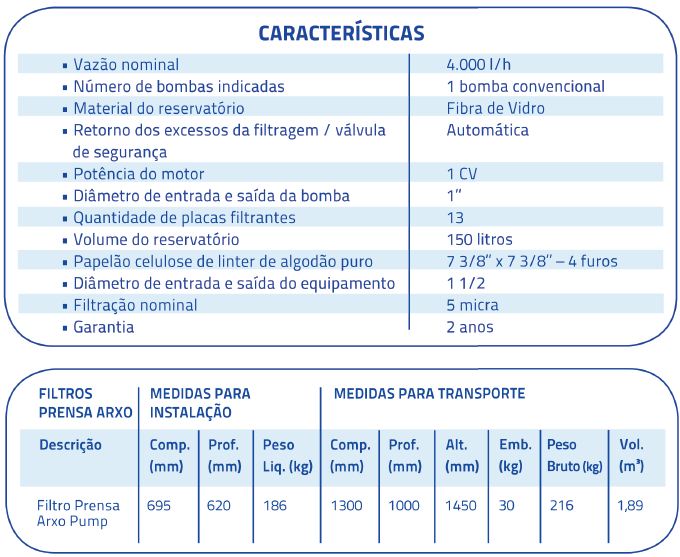 CARACTERÍSTICAS
▪ Vazão nominal 4.000 l/h
▪ Número de bombas indicadas 1 bomba convencional
▪ Material do reservatório Fibra de Vidro
▪ Retorno dos excessos da filtragem / válvula Automática
de segurança
▪ Potência do motor 1 CV
▪ Diâmetro de entrada e saída da bomba 1”
▪ Quantidade de placas filtrantes 13
▪ Volume do reservatório 150 litros
▪ Papelão celulose de linter de algodão puro 7 3/8” x 7 3/8” – 4 furos
▪ Diâmetro de entrada e saída do equipamento 1 1/2
▪ Filtração nominal 5 micra
▪ Garantia 2 anos
FILTROS MEDIDAS PARA MEDIDAS PARA TRANSPORTE
PRENSA ARXO INSTALAÇÃO
Descrição Comp. Prof. Peso Comp. Prof. Alt. Emb. Peso Vol.
(mm) (mm) Liq. (kg) (mm) (mm) (mm) (kg) Bruto (kg) (m³)
Filtro Prensa 695 620 186 1300 1000 1450 30 216 1,89
Arxo Pump